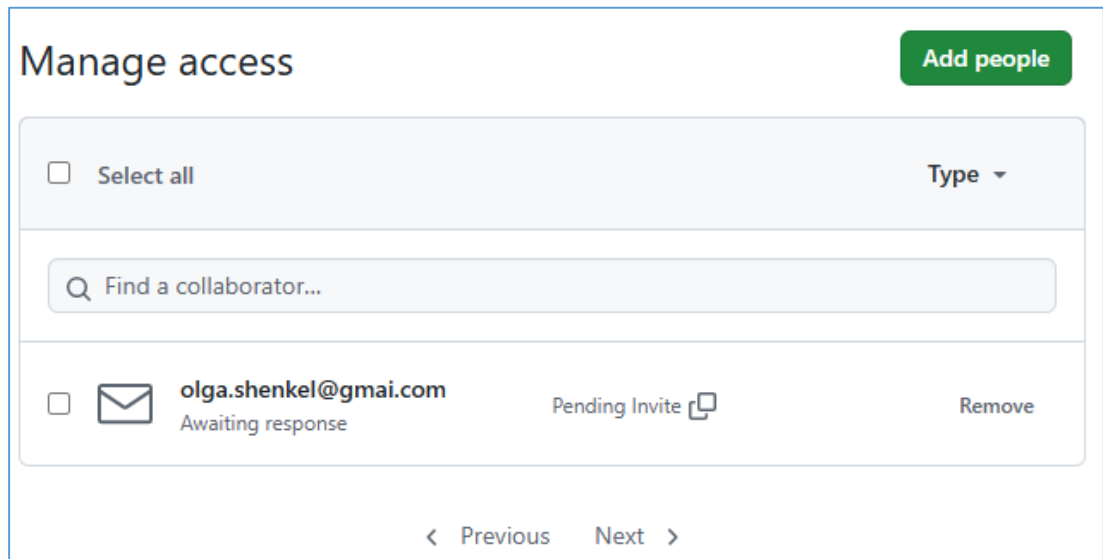 Manage access
Add people
Select all
Type
Find a collaborator...
olga.shenkel@gmai.com
Awaiting response
Pending Invite
Remove
Previous Next